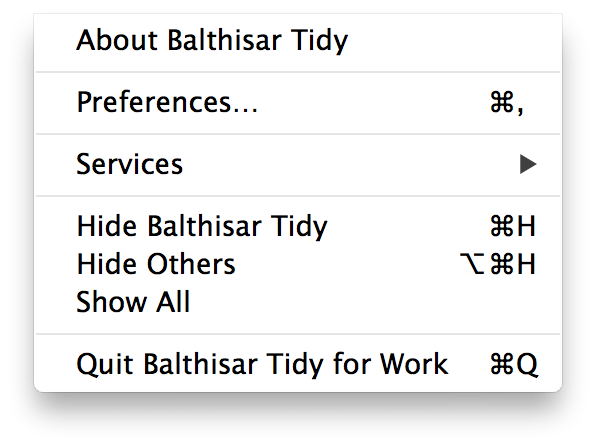 About Balthisar Tidy
Preferences… ⌘,
Services ▶
Hide Balthisar Tidy ⌘H
Hide Others ⌥⌘H
Show All
Quit Balthisar Tidy for Work ⌘Q